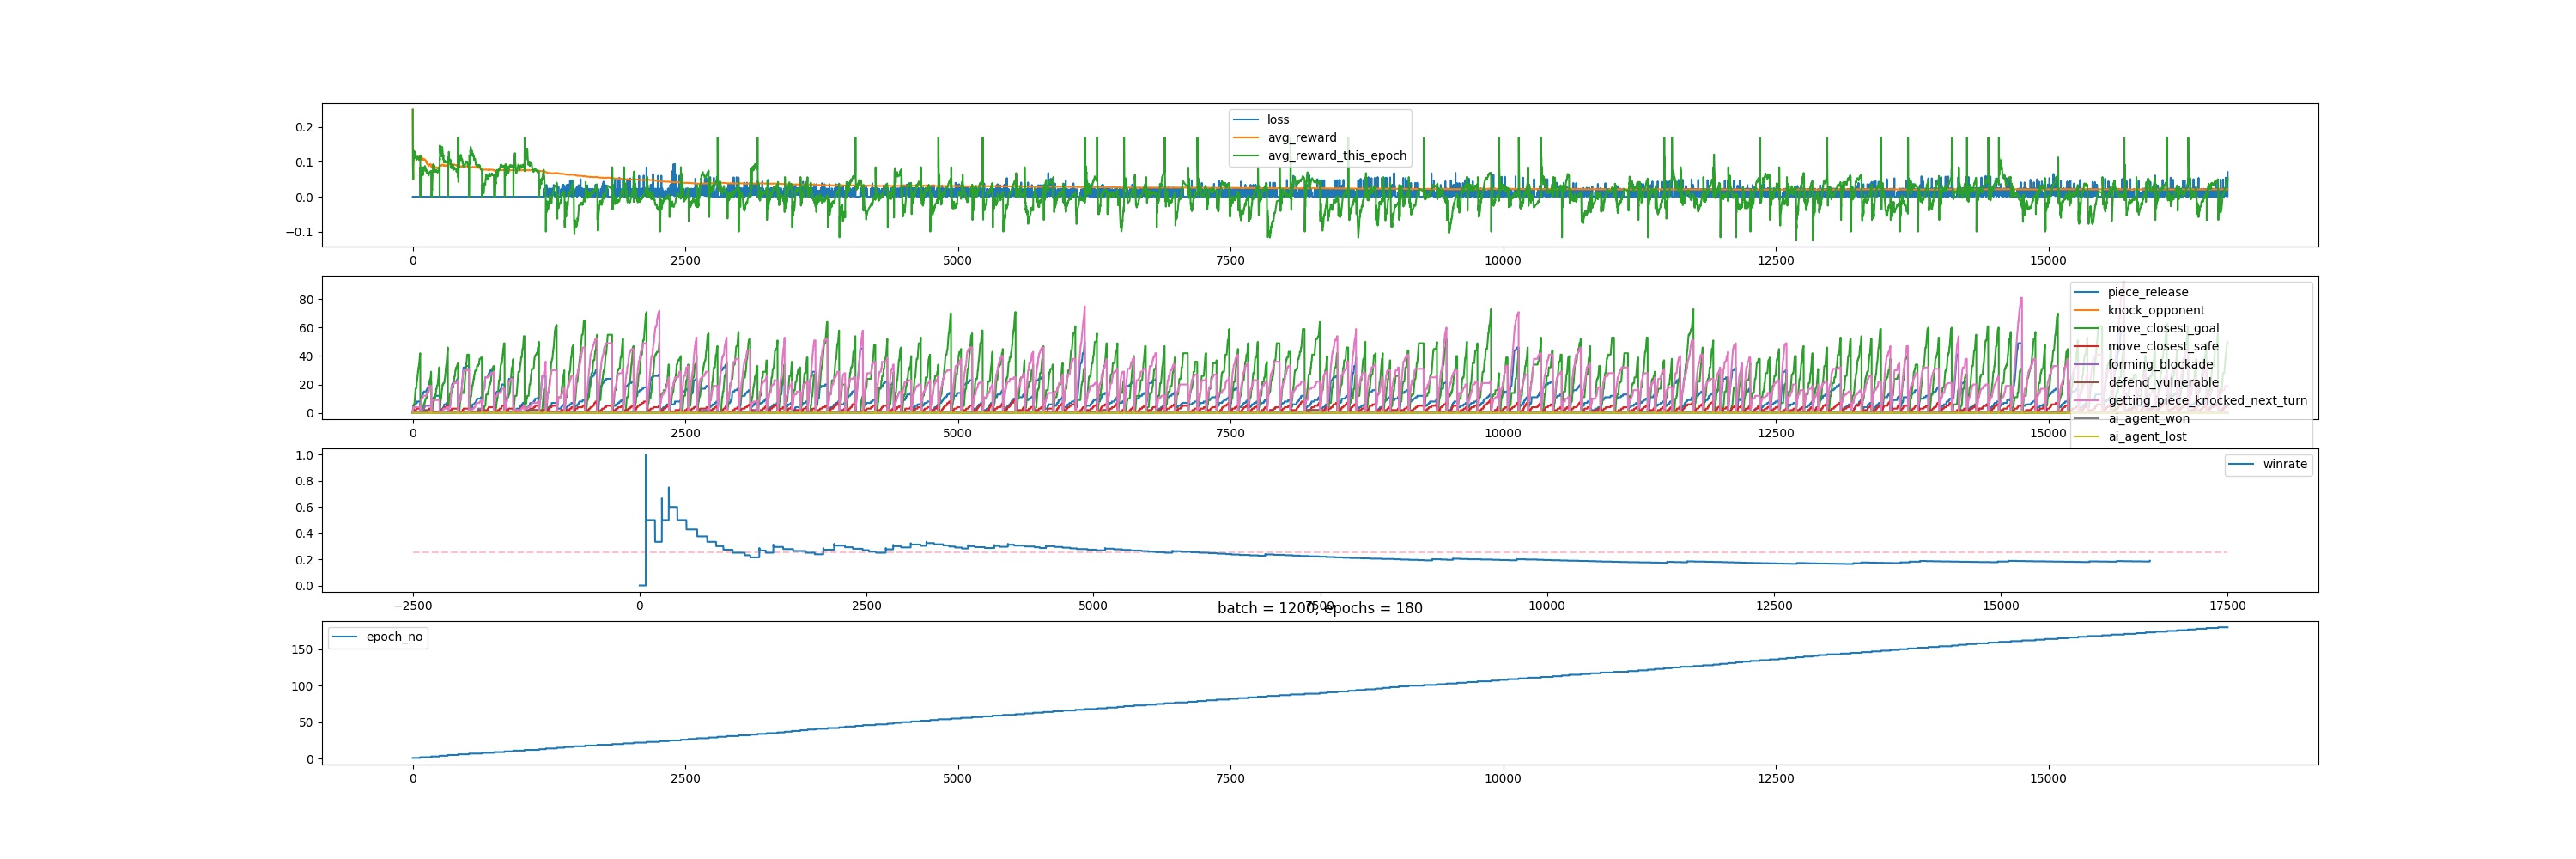 0.2
0.1
0.0
−0.1
loss
avg_reward
avg_reward_this_epoch
0 2500 5000 7500 10000 12500 15000
80
60
40
20
0
piece_release
knock_opponent
move_closest_goal
move_closest_safe
forming_blockade
defend_vulnerable
getting_piece_knocked_next_turn
ai_agent_won
ai_agent_lost
0 2500 5000 7500 10000 12500 15000
1.0
0.8
0.6
0.4
0.2
0.0
winrate
−2500 0 2500 5000 7500 10000 12500 15000 17500
batch = 1200, epochs = 180
epoch_no
150
100
50
0
0 2500 5000 7500 10000 12500 15000